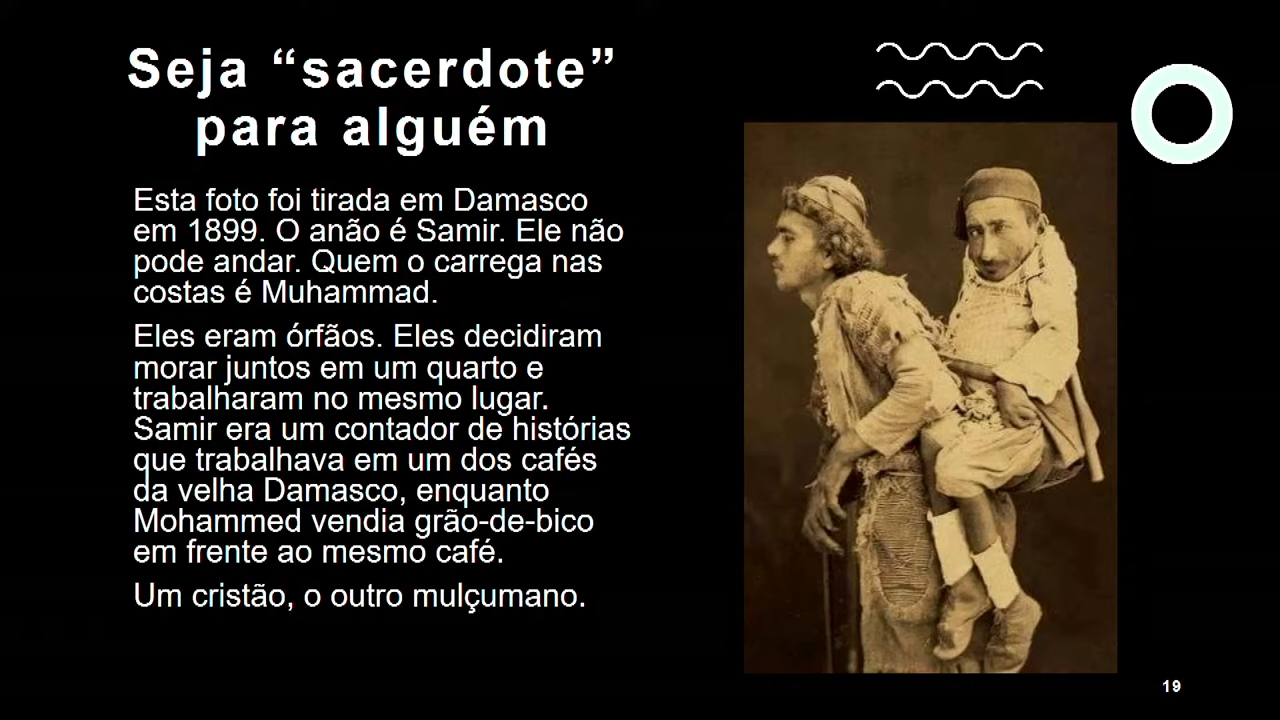 Seja “sacerdote”
para alguém
Esta foto foi tirada em Damasco
em 1899. O anão é Samir. Ele não
pode andar. Quem o carrega nas
costas é Muhammad.
Eles eram órfãos. Eles decidiram
morar juntos em um quarto e
trabalharam no mesmo lugar.
Samir era um contador de histórias
que trabalhava em um dos cafés
da velha Damasco, enquanto
Mohammed vendia grão-de-bico
em frente ao mesmo café.
Um cristão, o outro mulçumano.
19